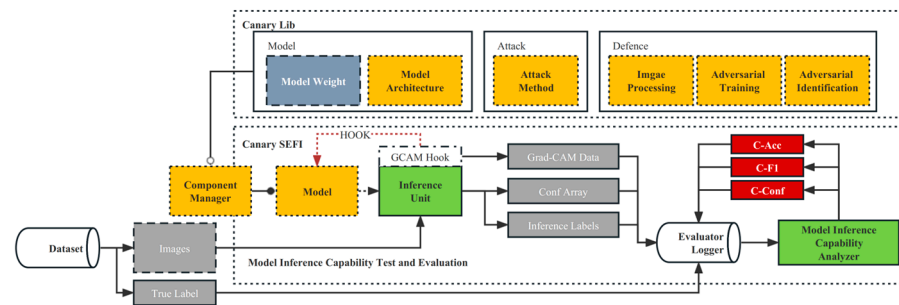 Canary Lib
Model
Attack
Defence
Model Weight
Model
Architecture
Attack
Method
Imgae
Processing
Adversarial
Training
Adversarial
Identification
Canary SEFI
HOOK
GCAM Hook
Grad-CAM Data
C-Acc
C-F1
C-Conf
Component
Manager
Model
Inference
Unit
Conf Array
Inference Labels
Dataset
Images
Model Inference Capability Test and Evaluation
Evaluator
Logger
Model Inference
Capability
Analyzer
True Label